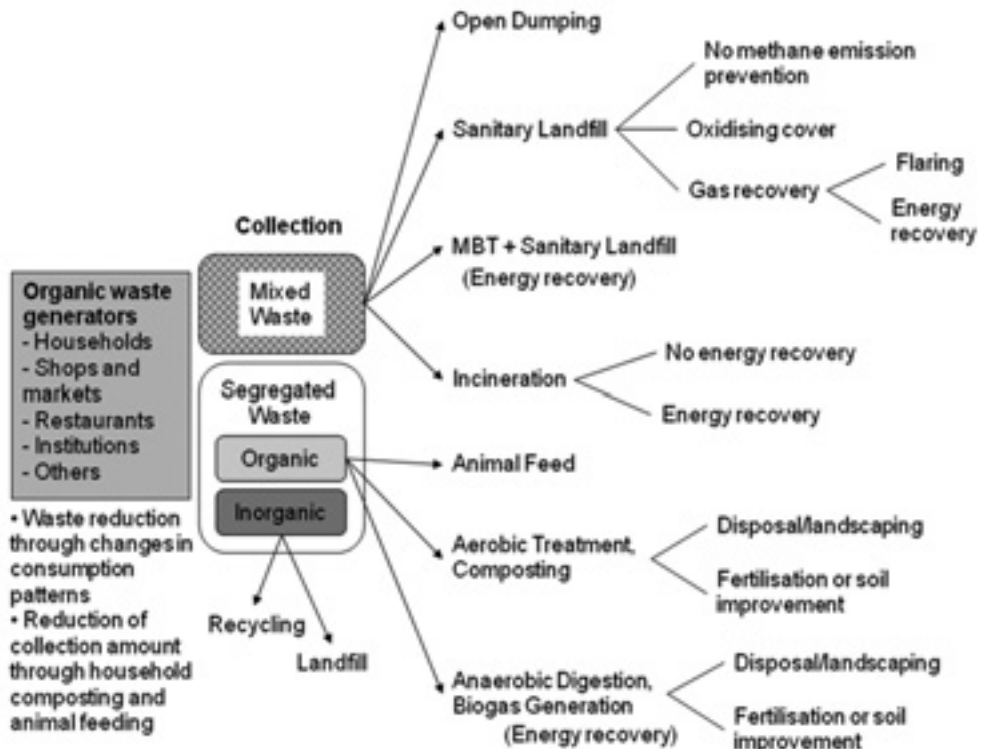 Organic waste
generators
- Households
- Shops and
markets
- Restaurants
- Institutions
- Others
• Waste reduction
through changes in
consumption
patterns
• Reduction of
collection amount
through household
composting and
animal feeding
Collection
Mixed
Waste
Segregated
Waste
Organic
Inorganic
Recycling
Landfill
Open Dumping
Sanitary Landfill
No methane emission
prevention
Oxidising cover
Gas recovery
Flaring
Energy
recovery
MBT + Sanitary Landfill
(Energy recovery)
Incineration
No energy recovery
Energy recovery
Animal Feed
Aerobic Treatment,
Composting
Disposal/landscaping
Fertilisation or soil
improvement
Anaerobic Digestion,
Biogas Generation
(Energy recovery)
Disposal/landscaping
Fertilisation or soil
improvement